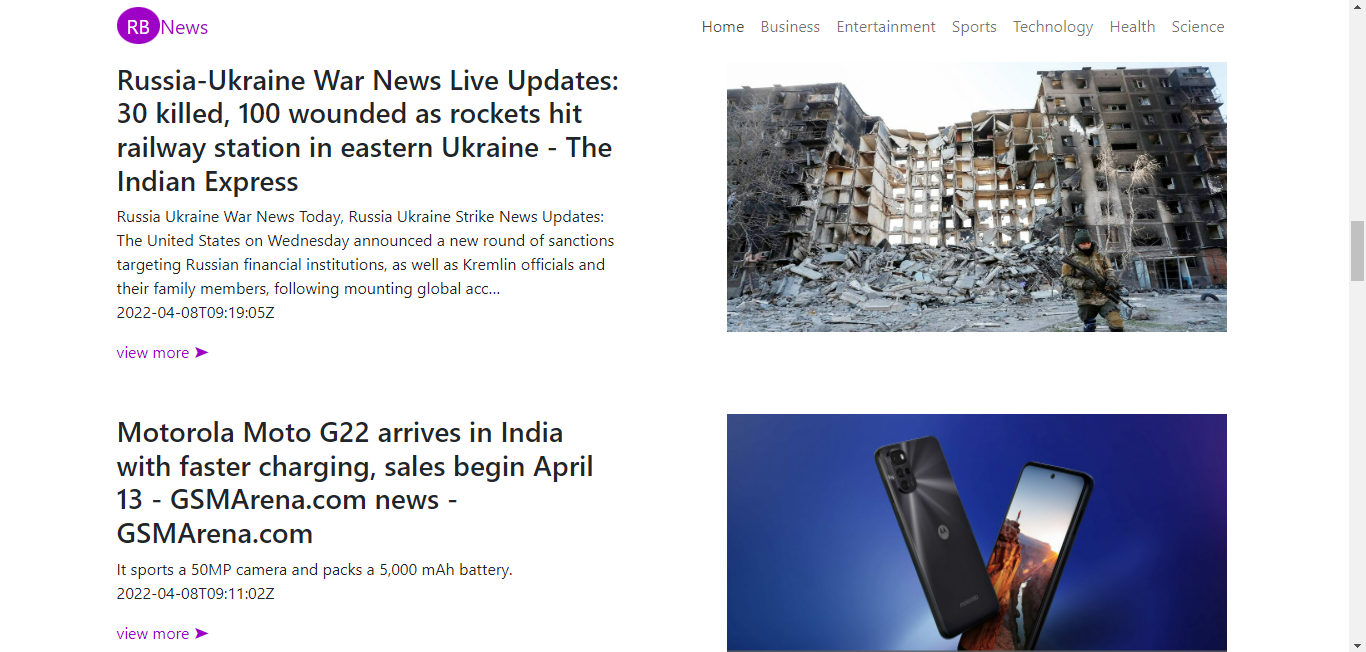 RB News
Home Business Entertainment Sports Technology Health Science
Russia-Ukraine War News Live Updates:
30 killed, 100 wounded as rockets hit
railway station in eastern Ukraine - The
Indian Express
Russia Ukraine War News Today, Russia Ukraine Strike News Updates:
The United States on Wednesday announced a new round of sanctions
targeting Russian financial institutions, as well as Kremlin officials and
their family members, following mounting global acc…
2022-04-08T09:19:05Z
view more ➤
Motorola Moto G22 arrives in India
with faster charging, sales begin April
13 - GSMArena.com news -
GSMArena.com
It sports a 50MP camera and packs a 5,000 mAh battery.
2022-04-08T09:11:02Z
view more ➤
motorola